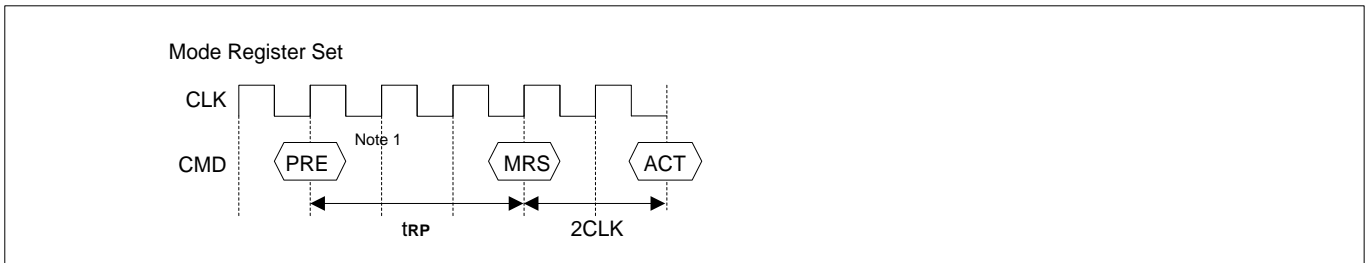 Mode Register Set
CLK
Note 1
CMD PRE MRS ACT
tRP 2CLK